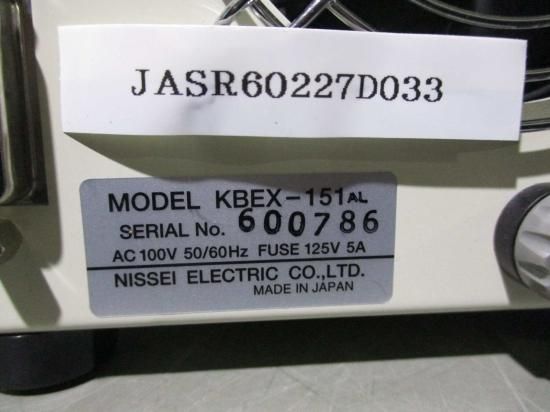 JASR60227D033
MODEL KBEX-151AL
SERIAL No. 600786
AC 100V 50/60Hz FUSE 125V 5A
NISSEI ELECTRIC CO.,LTD.
MADE IN JAPAN